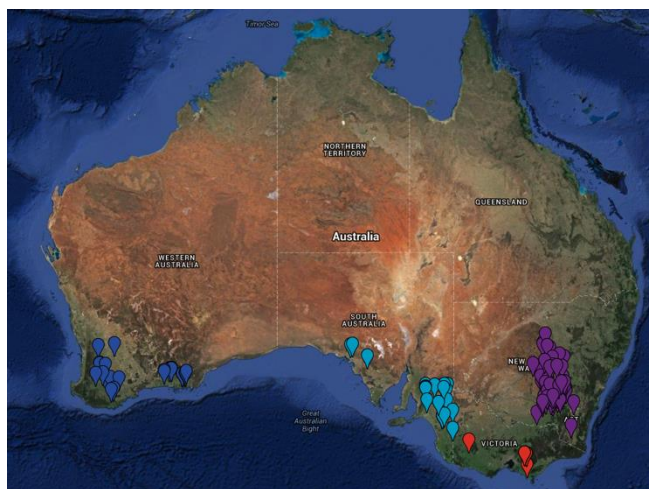 Timor Sea
NORTHERN
TERRITORY
QUEENSLAND
Australia
WESTERN
AUSTRALIA
SOUTH
AUSTRALIA
NEW
WA
Great
Australian
Bight
VICTORIA